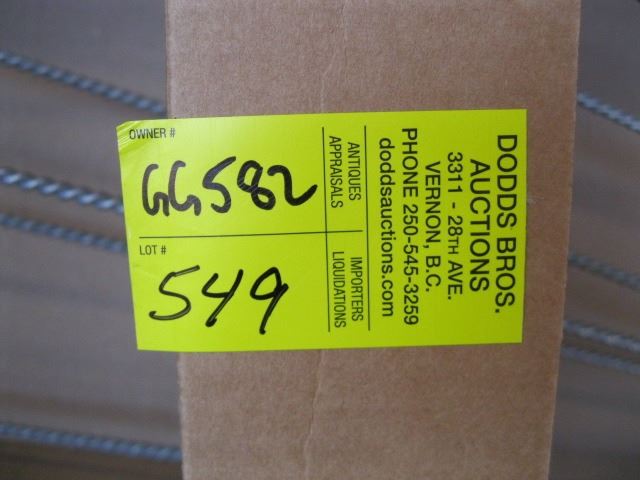 OWNER #
GG582
LOT #
549
ANTIQUES
APPRAISALS
IMPORTERS
LIQUIDATIONS
DODDS BROS.
AUCTIONS
3311 - 28TH AVE.
VERNON, B.C.
PHONE 250-545-3259
doddsauctions.com